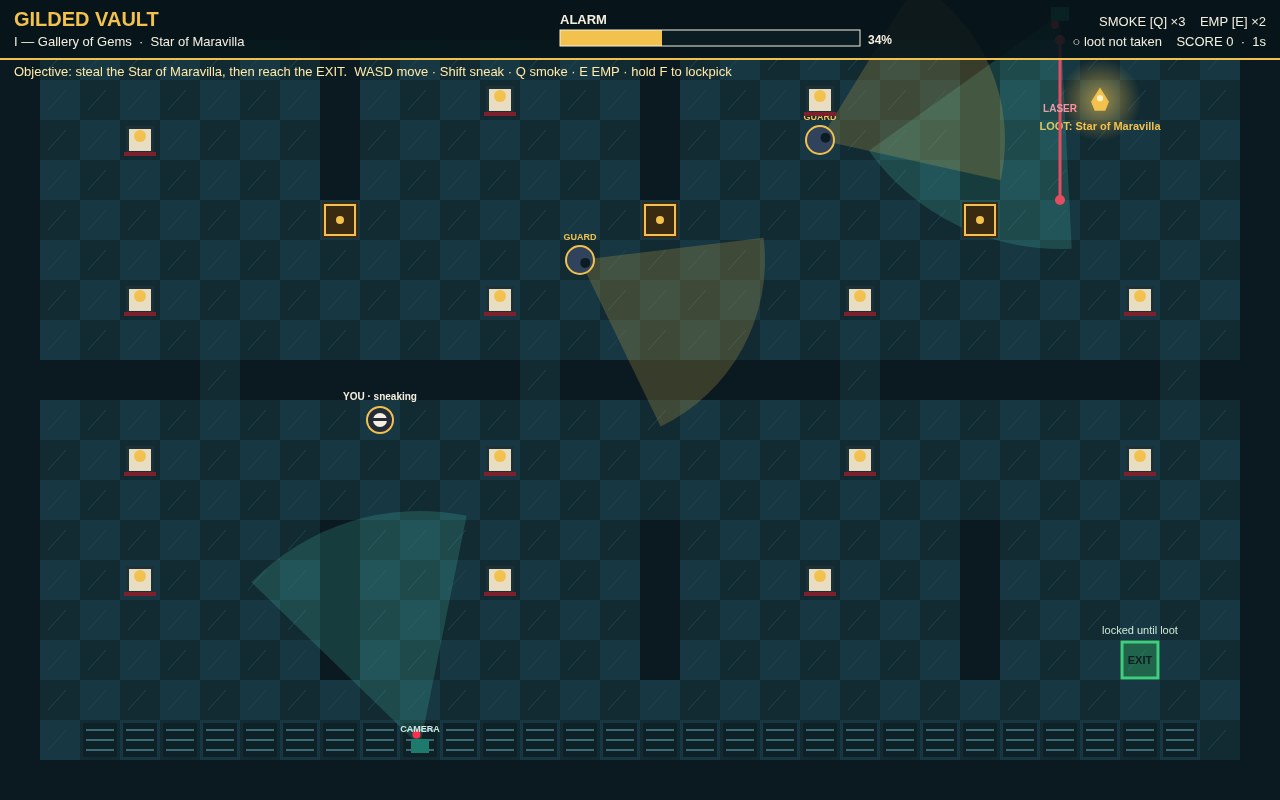 GILDED VAULT
I — Gallery of Gems · Star of Maravilla
ALARM
34%
SMOKE [Q] ×3 EMP [E] ×2
○ loot not taken SCORE 0 · 1s
Objective: steal the Star of Maravilla, then reach the EXIT. WASD move · Shift sneak · Q smoke · E EMP · hold F to lockpick
LASER
GUARD
LOOT: Star of Maravilla
GUARD
YOU · sneaking
locked until loot
EXIT
CAMERA